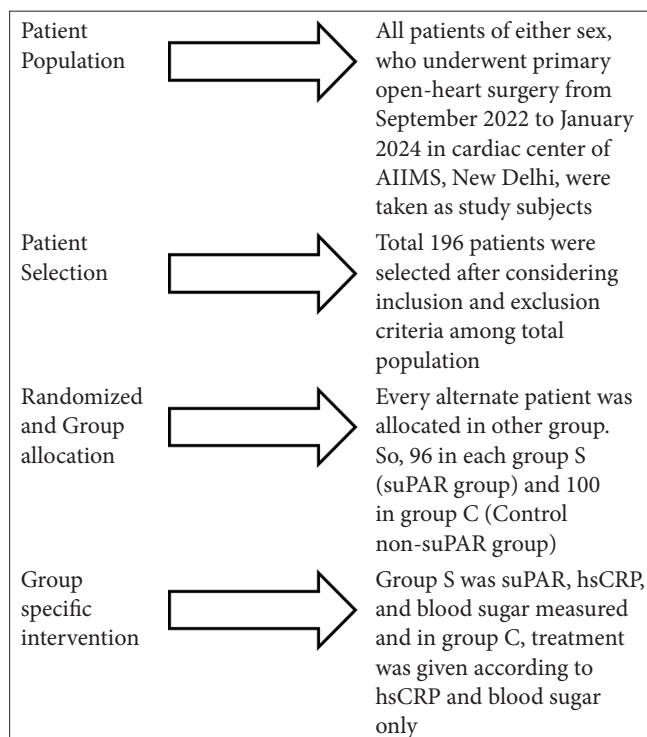 Patient
Population
All patients of either sex,
who underwent primary
open-heart surgery from
September 2022 to January
2024 in cardiac center of
AIIMS, New Delhi, were
taken as study subjects
Patient
Selection
Total 196 patients were
selected after considering
inclusion and exclusion
criteria among total
population
Randomized
and Group
allocation
Every alternate patient was
allocated in other group.
So, 96 in each group S
(suPAR group) and 100
in group C (Control
non-suPAR group)
Group
specific
intervention
Group S was suPAR, hsCRP,
and blood sugar measured
and in group C, treatment
was given according to
hsCRP and blood sugar
only